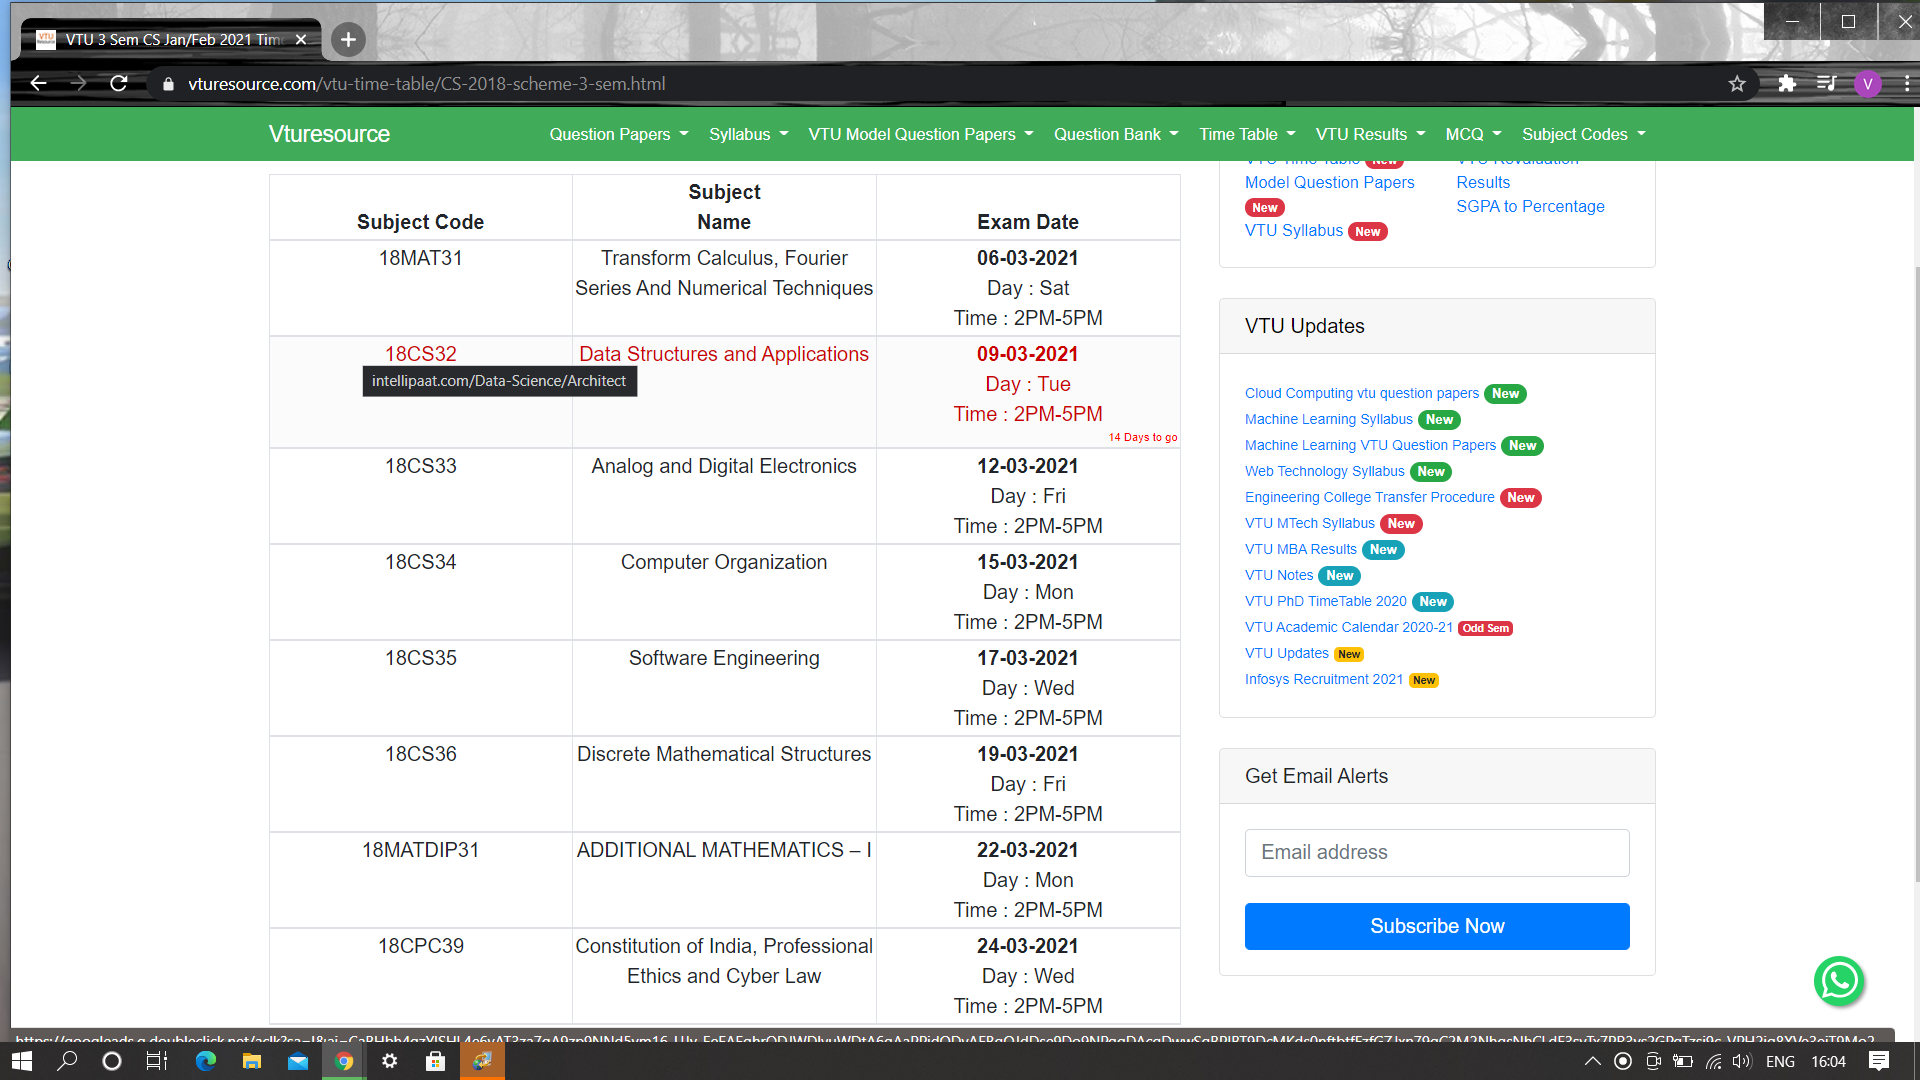 VTU 3 Sem CS Jan/Feb 2021 Tim
vturesource.com/vtu-time-table/CS-2018-scheme-3-sem.html
V
Vturesource
Question Papers
Syllabus
VTU Model Question Papers
Question Bank
Time Table
VTU Results
MCQ
Subject Codes
Subject Code
Subject
Name
Exam Date
18MAT31
Transform Calculus, Fourier
Series And Numerical Techniques
06-03-2021
Day : Sat
Time : 2PM-5PM
18CS32
intellipaat.com/Data-Science/Architect
Data Structures and Applications
09-03-2021
Day : Tue
Time : 2PM-5PM
14 Days to go
18CS33
Analog and Digital Electronics
12-03-2021
Day : Fri
Time : 2PM-5PM
18CS34
Computer Organization
15-03-2021
Day : Mon
Time : 2PM-5PM
18CS35
Software Engineering
17-03-2021
Day : Wed
Time : 2PM-5PM
18CS36
Discrete Mathematical Structures
19-03-2021
Day : Fri
Time : 2PM-5PM
18MATDIP31
ADDITIONAL MATHEMATICS – I
22-03-2021
Day : Mon
Time : 2PM-5PM
18CPC39
Constitution of India, Professional
Ethics and Cyber Law
24-03-2021
Day : Wed
Time : 2PM-5PM
VTU Time Table New
Model Question Papers
New
VTU Syllabus New
VTU Revaluation
Results
SGPA to Percentage
VTU Updates
Cloud Computing vtu question papers New
Machine Learning Syllabus New
Machine Learning VTU Question Papers New
Web Technology Syllabus New
Engineering College Transfer Procedure New
VTU MTech Syllabus New
VTU MBA Results New
VTU Notes New
VTU PhD TimeTable 2020 New
VTU Academic Calendar 2020-21 Odd Sem
VTU Updates New
Infosys Recruitment 2021 New
Get Email Alerts
Email address
Subscribe Now
ENG
16:04